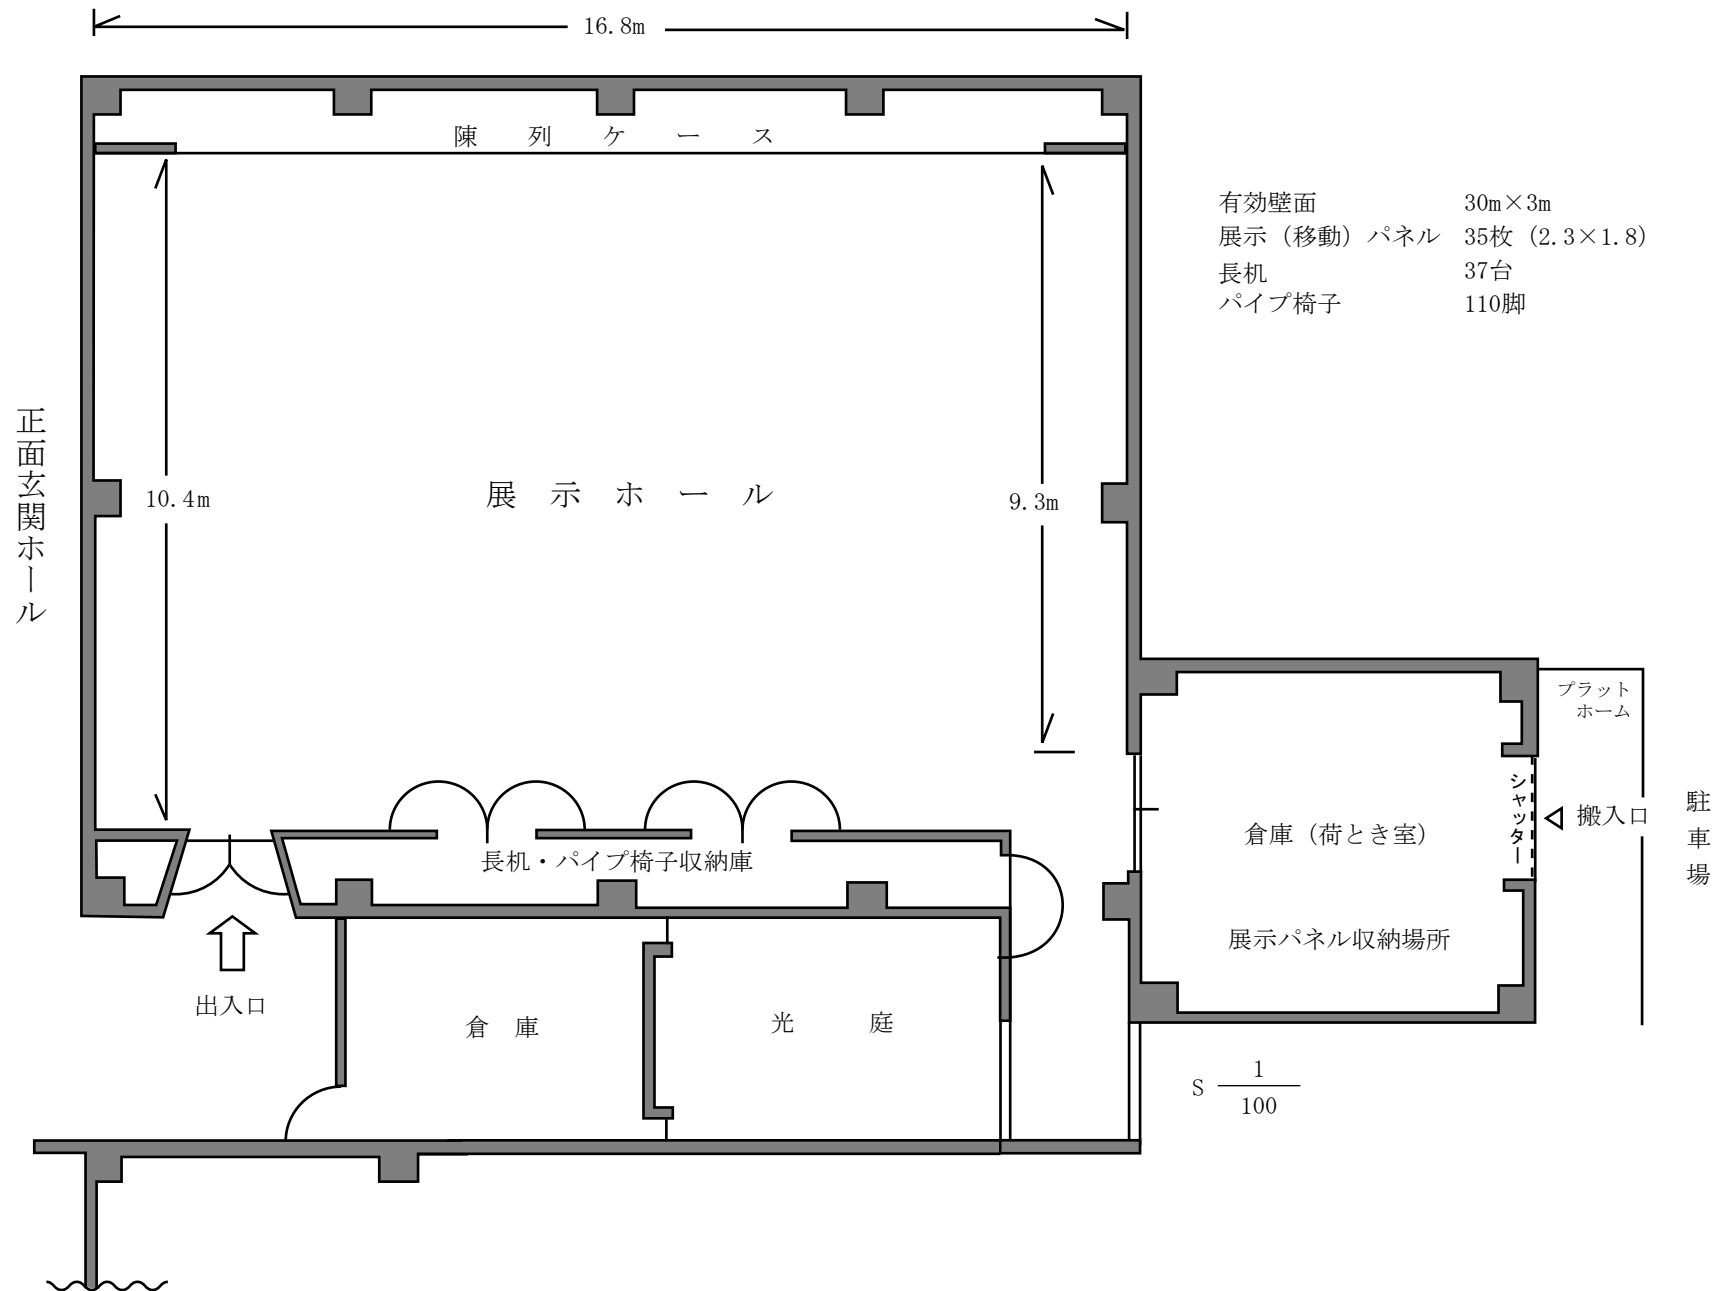 16.8m
陳列ケース
有効壁面 30m×3m
展示（移動）パネル 35枚（2.3×1.8）
長机 37台
パイプ椅子 110脚
正面玄関ホール
10.4m
展示ホール
9.3m
プラット
ホーム
シャッター
搬入口
駐車場
倉庫（荷とき室）
長机・パイプ椅子収納庫
展示パネル収納場所
出入口
倉庫
光庭
S 1
100